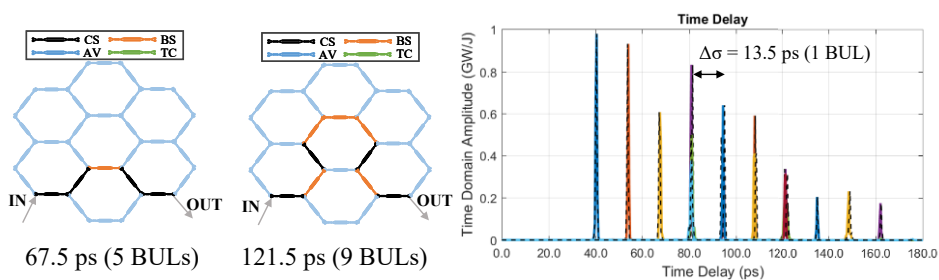 CS BS
AV TC
IN
OUT
67.5 ps (5 BULs)
CS BS
AV TC
IN
OUT
121.5 ps (9 BULs)
Time Delay
Δσ = 13.5 ps (1 BUL)
Time Domain Amplitude (GW/J)
1
0.8
0.6
0.4
0.2
0
0.0 20.0 40.0 60.0 80.0 100.0 120.0 140.0 160.0 180.0
Time Delay (ps)